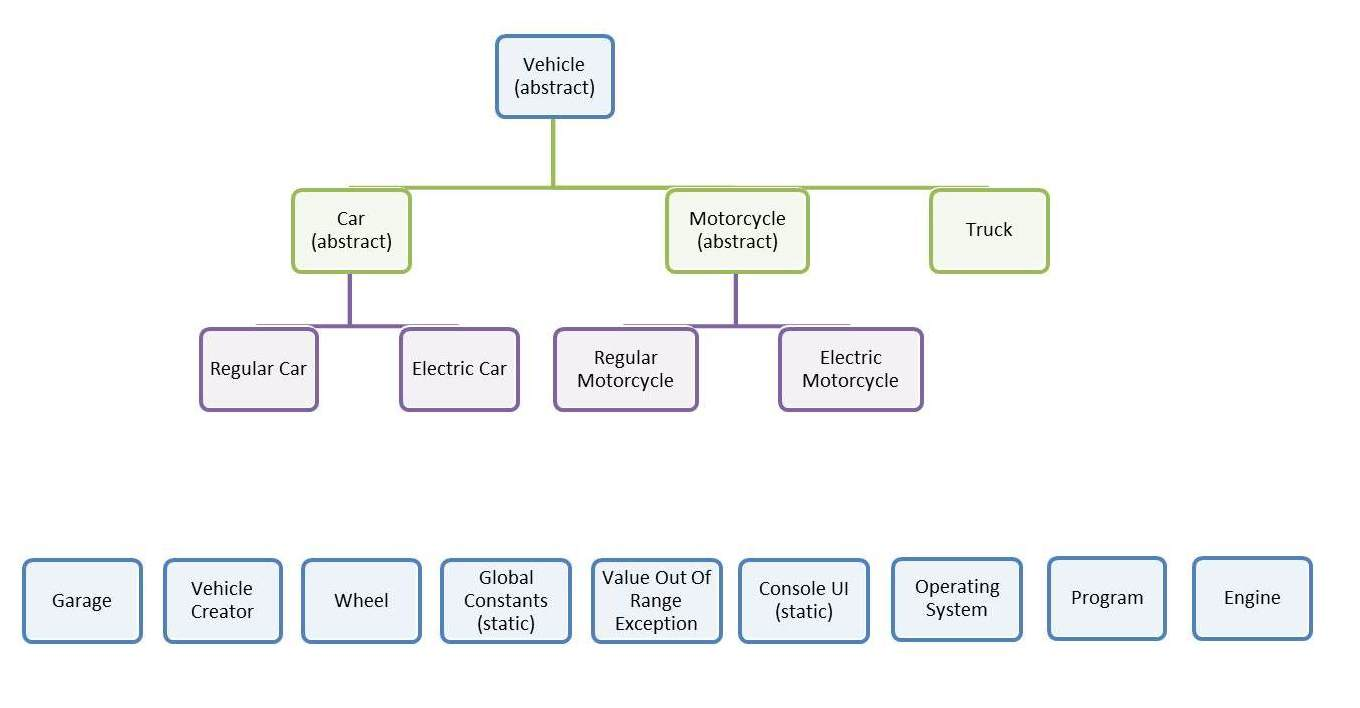 Vehicle
(abstract)
Car
(abstract)
Motorcycle
(abstract)
Truck
Regular Car
Electric Car
Regular
Motorcycle
Electric
Motorcycle
Garage
Vehicle
Creator
Wheel
Global
Constants
(static)
Value Out Of
Range
Exception
Console UI
(static)
Operating
System
Program
Engine